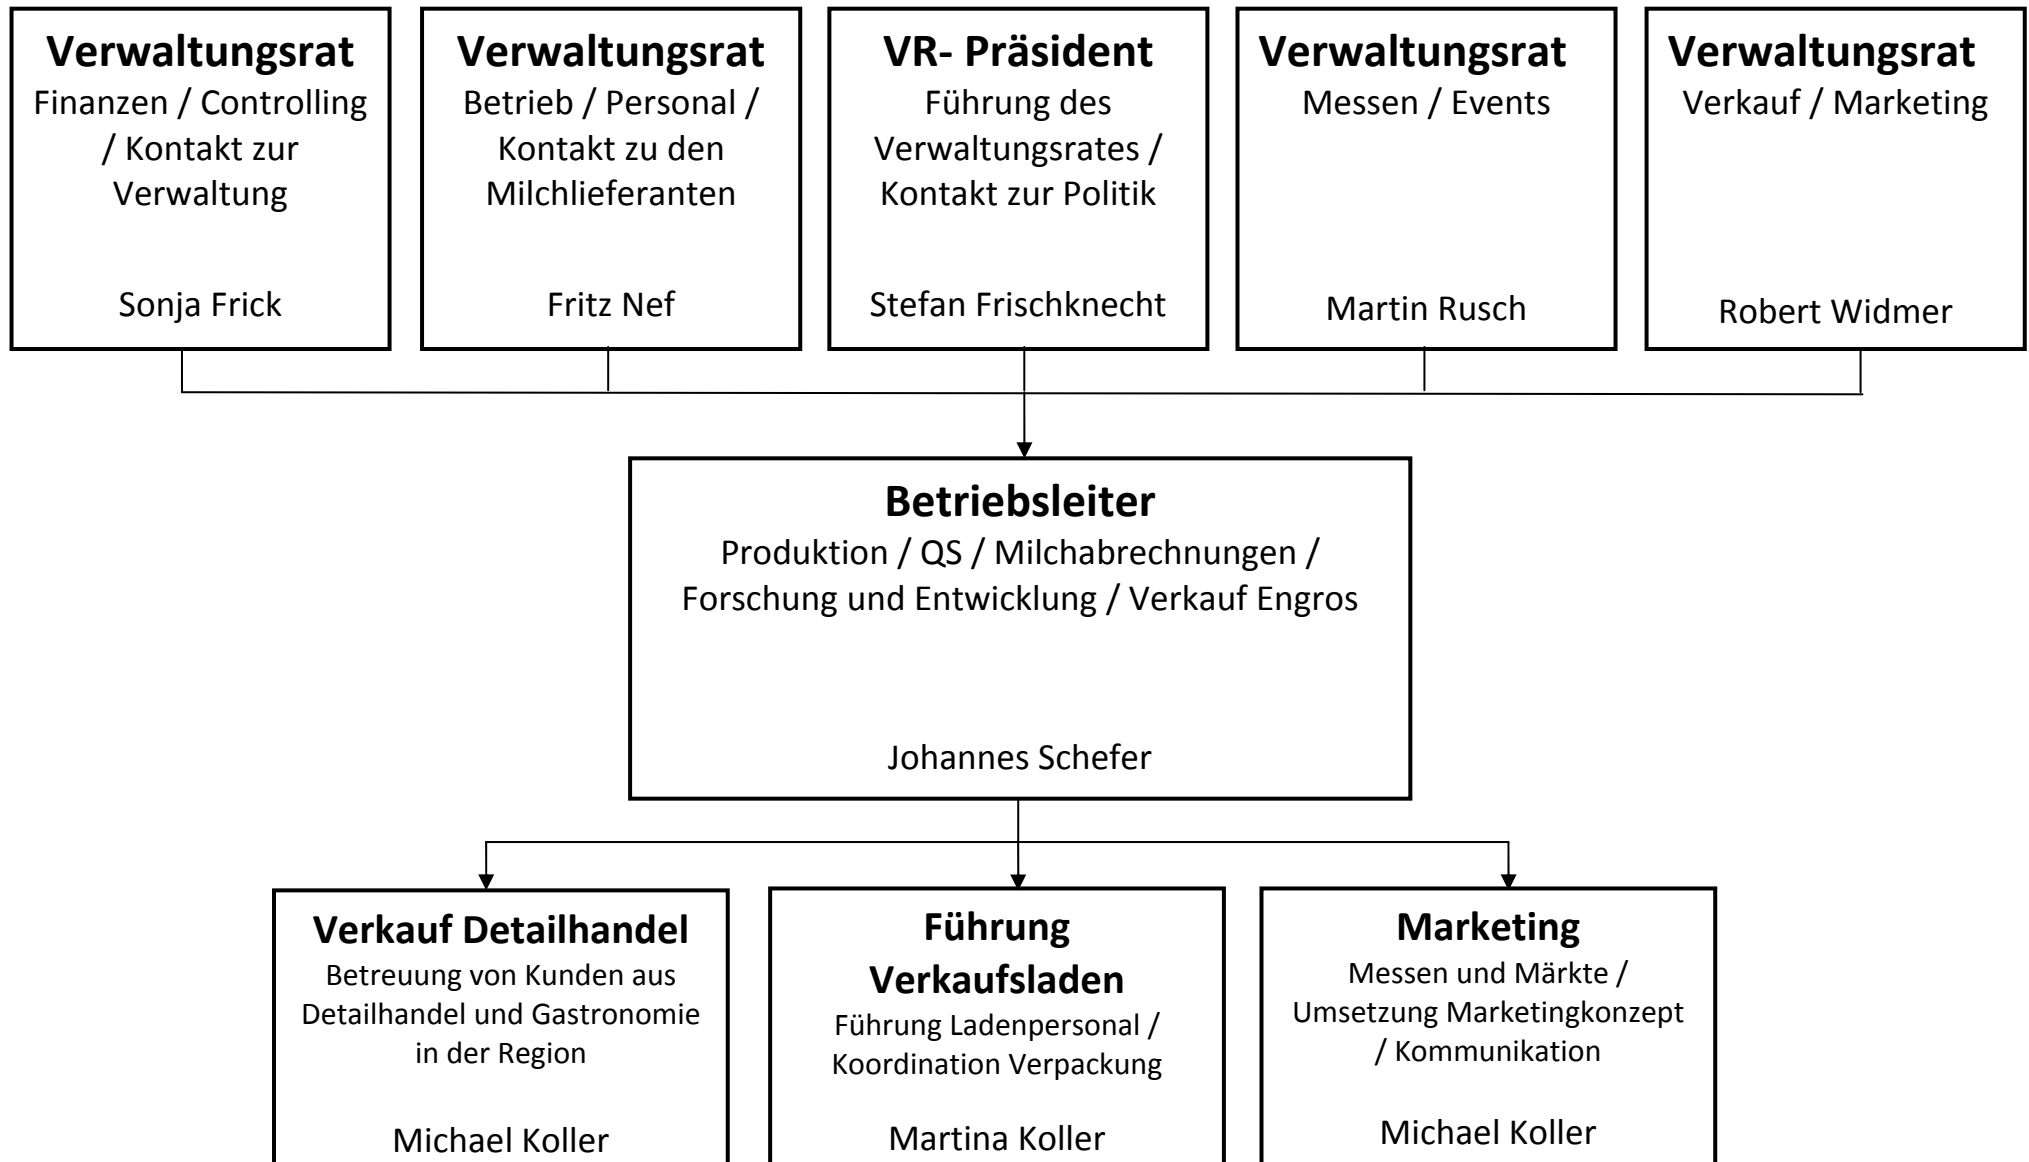 Verwaltungsrat
Finanzen / Controlling
/ Kontakt zur
Verwaltung
Sonja Frick
Verwaltungsrat
Betrieb / Personal /
Kontakt zu den
Milchlieferanten
Fritz Nef
VR- Präsident
Führung des
Verwaltungsrates /
Kontakt zur Politik
Stefan Frischknecht
Verwaltungsrat
Messen / Events
Martin Rusch
Verwaltungsrat
Verkauf / Marketing
Robert Widmer
Betriebsleiter
Produktion / QS / Milchabrechnungen /
Forschung und Entwicklung / Verkauf Engros
Johannes Schefer
Verkauf Detailhandel
Betreuung von Kunden aus
Detailhandel und Gastronomie
in der Region
Michael Koller
Führung
Verkaufsladen
Führung Ladenpersonal /
Koordination Verpackung
Martina Koller
Marketing
Messen und Märkte /
Umsetzung Marketingkonzept
/ Kommunikation
Michael Koller